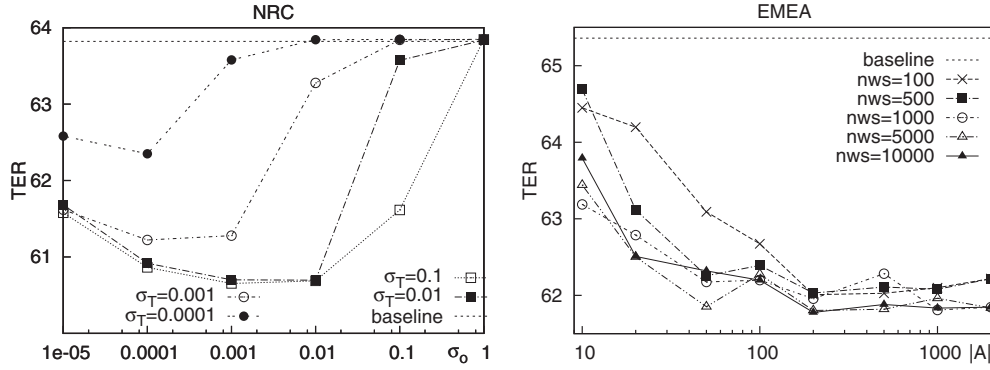 NRC
64
63
62
61
60
TER
σT=0.1
σT=0.001
σT=0.01
σT=0.0001
baseline
1e-05
0.0001
0.001
0.01
0.1
σo
1
EMEA
65
64
63
62
TER
baseline
nws=100
nws=500
nws=1000
nws=5000
nws=10000
10
100
1000
|A|